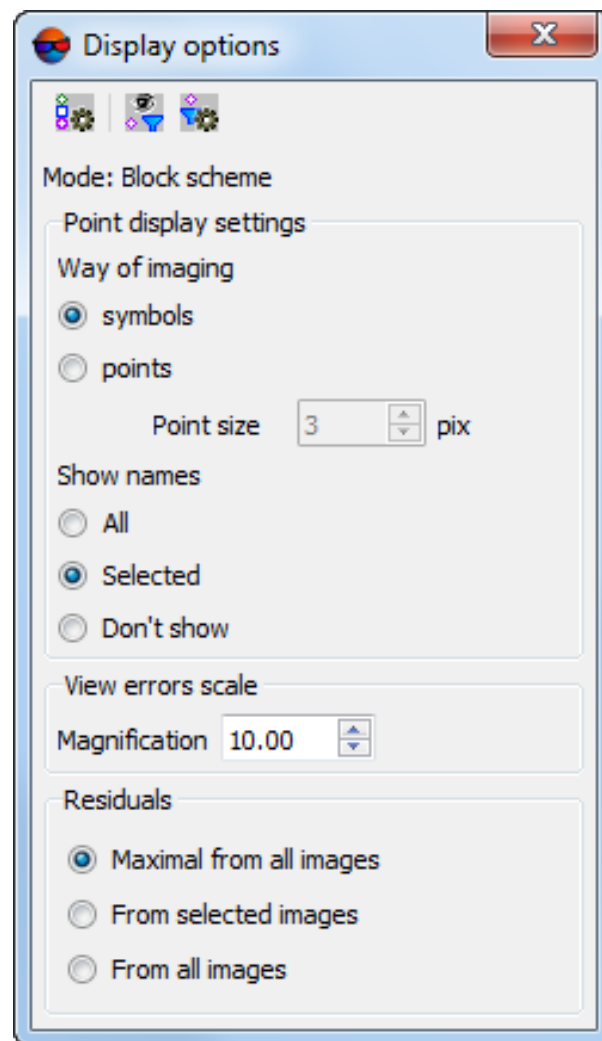 Display options
Mode: Block scheme
Point display settings
Way of imaging
symbols
points
Point size 3 pix
Show names
All
Selected
Don't show
View errors scale
Magnification 10.00
Residuals
Maximal from all images
From selected images
From all images